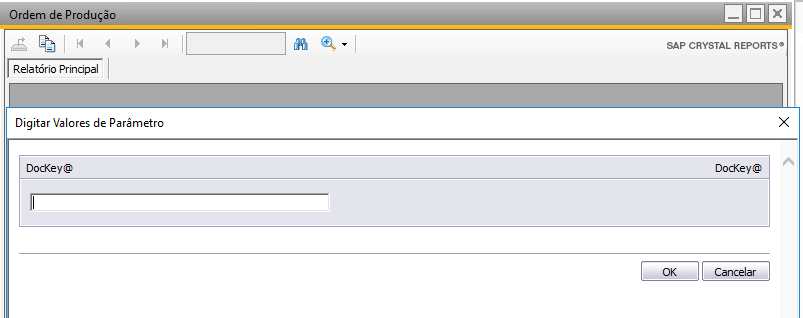 Ordem de Produção
SAP CRYSTAL REPORTS®
Relatório Principal
Digitar Valores de Parâmetro
DocKey@ DocKey@
OK Cancelar